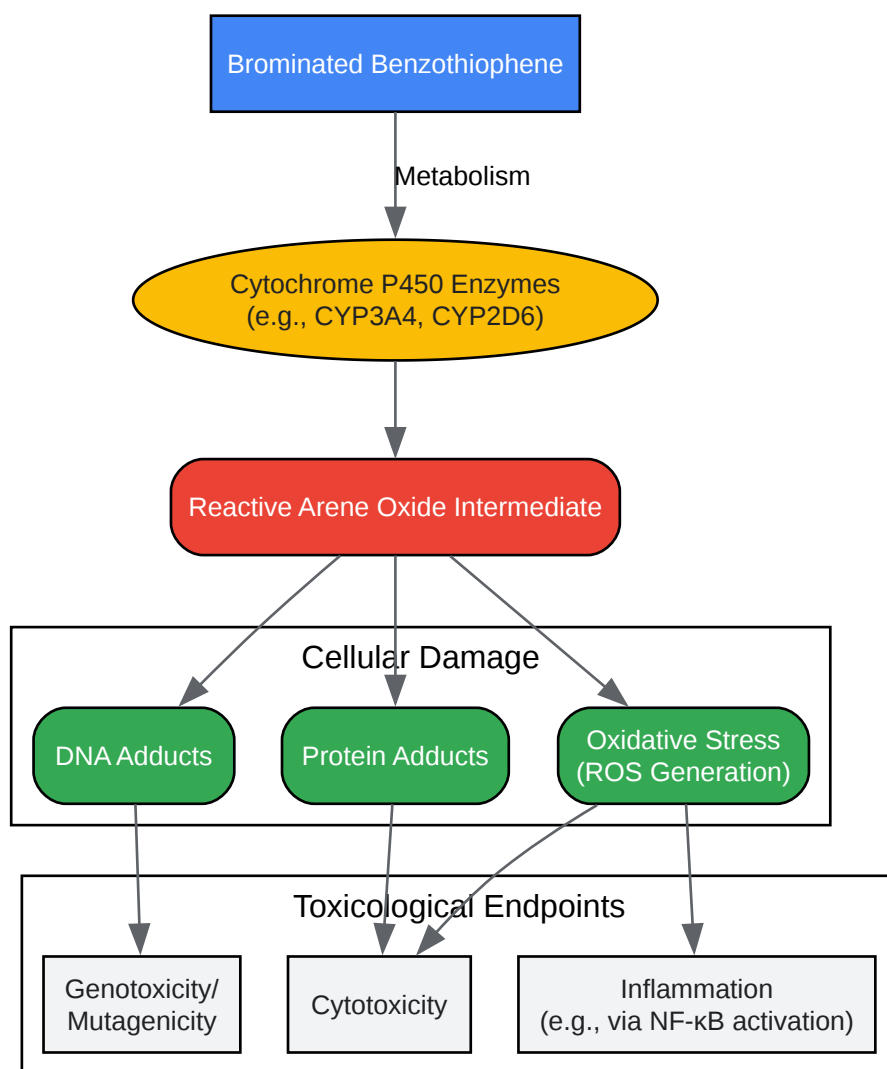 Brominated Benzothiophene
Metabolism
Cytochrome P450 Enzymes
(e.g., CYP3A4, CYP2D6)
Reactive Arene Oxide Intermediate
Cellular Damage
DNA Adducts
Protein Adducts
Oxidative Stress
(ROS Generation)
Toxicological Endpoints
Genotoxicity/
Mutagenicity
Cytotoxicity
Inflammation
(e.g., via NF-κB activation)